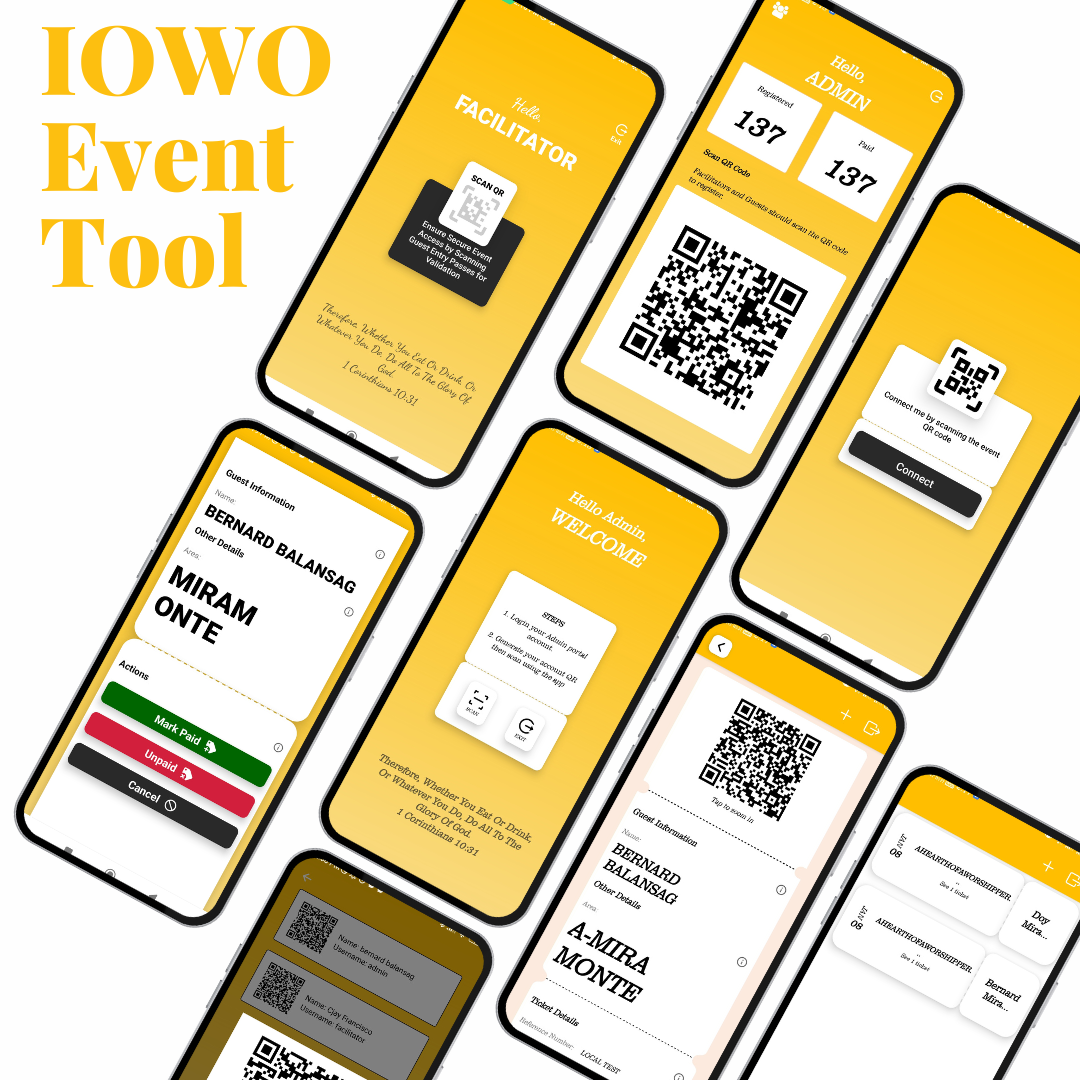 IOWO
Event
Tool
Hello,
FACILITATOR
Exit
SCAN QR
Ensure Secure Event
Access by Scanning
Guest Entry Passes for
Validation
Therefore, Whether You Eat Or Drink, Or
Whatever You Do, Do All To The Glory Of
God.
1 Corinthians 10:31
Hello,
ADMIN
Registered
137
Paid
137
Scan QR Code
Facilitators and Guests should scan the QR code
to register.
Connect me by scanning the event
QR code
Connect
Guest Information
Name:
BERNARD BALANSAG
Other Details
Area:
MIRAM
ONTE
Actions
Mark Paid
Unpaid
Cancel
Hello Admin,
WELCOME
STEPS
1. Login your Admin portal
account.
2. Generate your account QR
then scan using the app
SCAN
EXIT
Therefore, Whether You Eat Or Drink,
Or Whatever You Do, Do All To The
Glory Of God.
1 Corinthians 10:31
Tap to zoom in
Guest Information
Name:
BERNARD
BALANSAG
Other Details
Area:
A-MIRA
MONTE
Ticket Details
Reference Number:
LOCAL TEST
JAN
08
AHEARTHOFAWORSHIPPER
..
See 1 ticket
Doy
Mira...
JAN
08
AHEARTHOFAWORSHIPPER
..
See 1 ticket
Bernard
Mira...
Name: bernard balansag
Username: admin
Name: Cjay Francisco
Username: facilitator